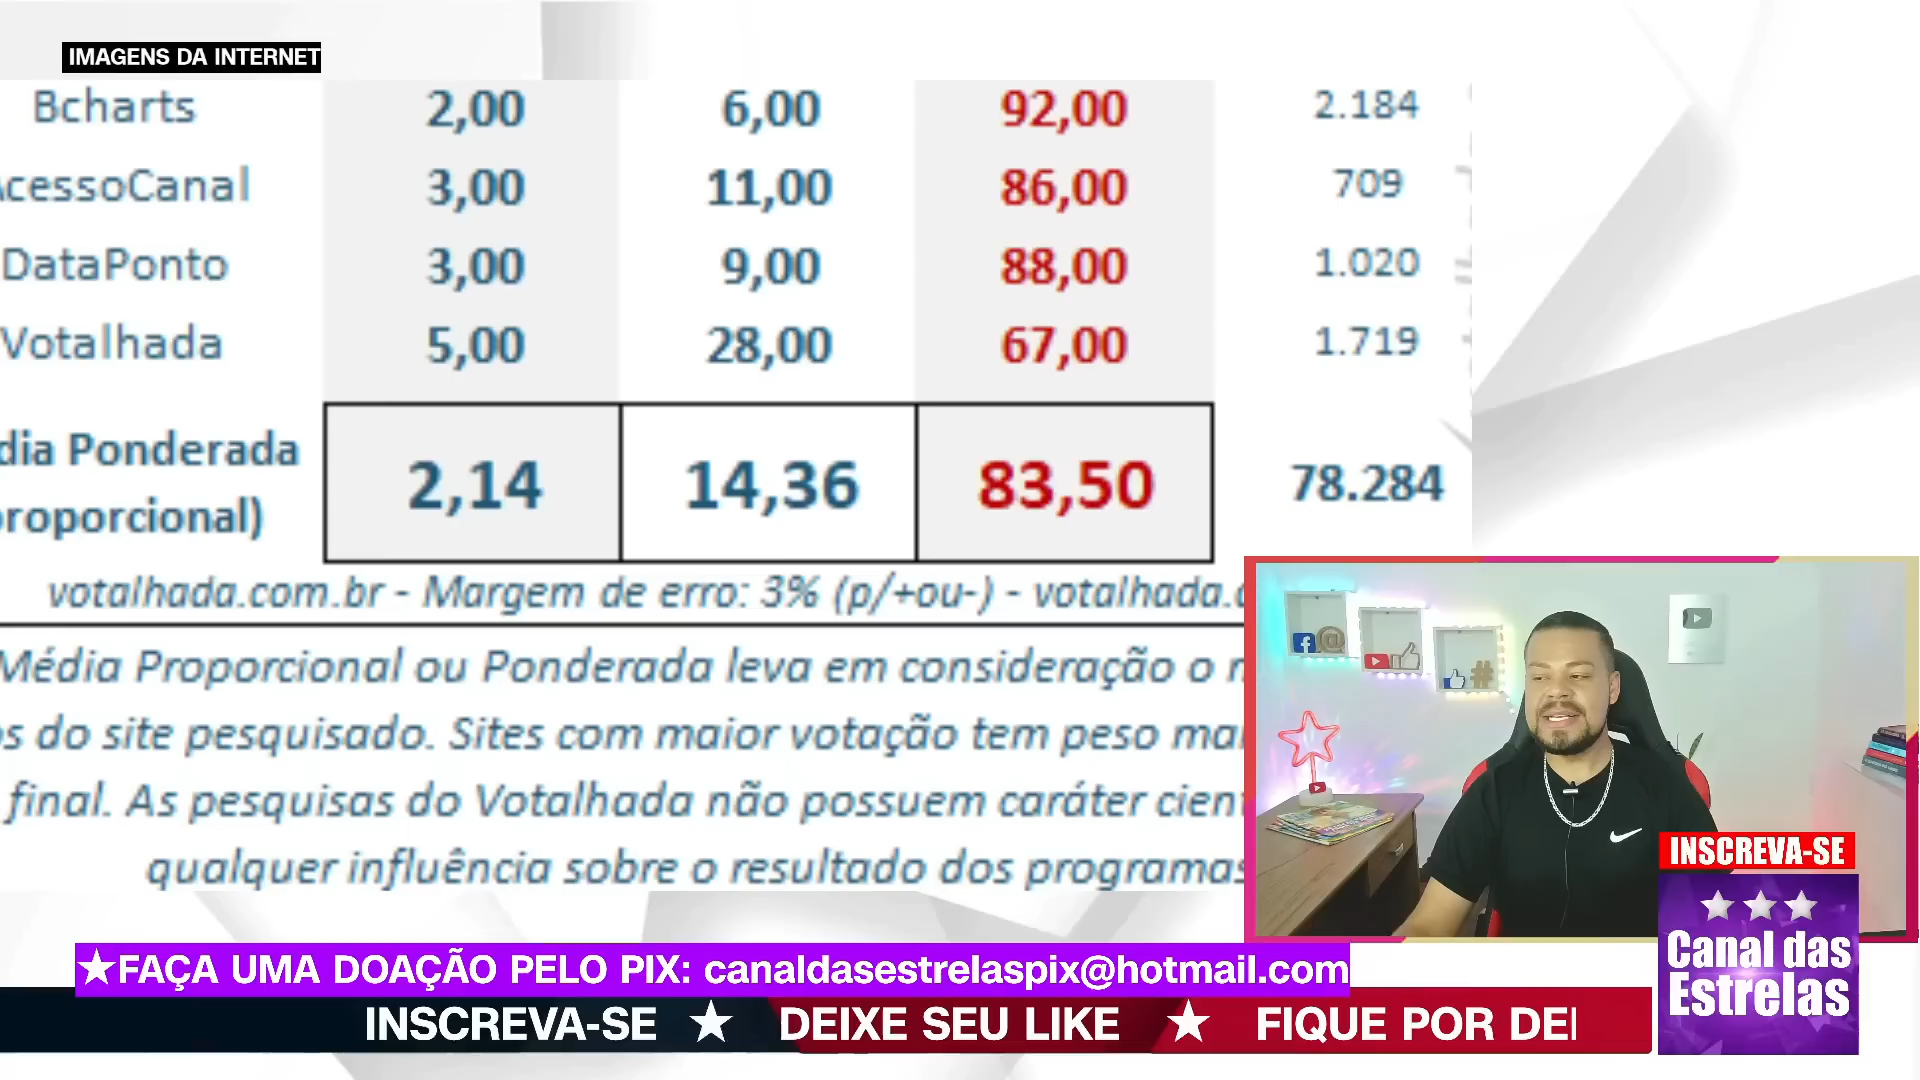 IMAGENS DA INTERNET
Bcharts 2,00 6,00 92,00 2.184
AcessoCanal 3,00 11,00 86,00 709
DataPonto 3,00 9,00 88,00 1.020
Votalhada 5,00 28,00 67,00 1.719
dia Ponderada
proporcional)
2,14 14,36 83,50 78.284
votalhada.com.br - Margem de erro: 3% (p/+ou-) - votalhada.
Média Proporcional ou Ponderada leva em consideração o
s do site pesquisado. Sites com maior votação tem peso
final. As pesquisas do Votalhada não possuem caráter
qualquer influência sobre o resultado dos programas
INSCREVA-SE
Canal das
Estrelas
★FAÇA UMA DOAÇÃO PELO PIX: canaldasestrelaspix@hotmail.com
INSCREVA-SE ★ DEIXE SEU LIKE ★ FIQUE POR DE